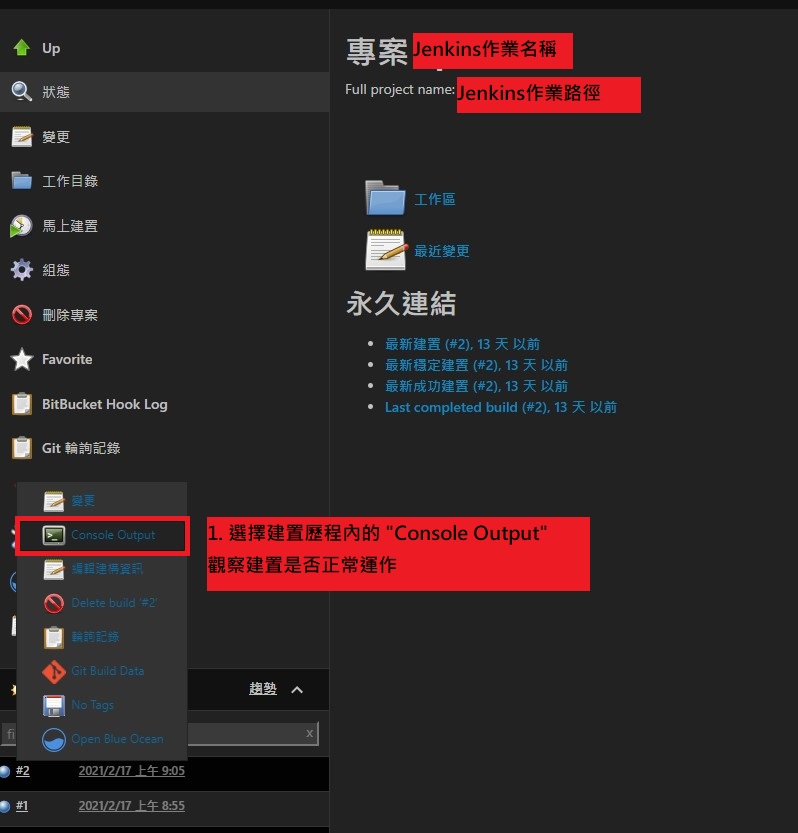 Up
狀態
變更
工作目錄
馬上建置
組態
刪除專案
Favorite
BitBucket Hook Log
Git 輪詢記錄
變更
Console Output
編輯建構資訊
Delete build '#2'
輪詢記錄
Git Build Data
No Tags
Open Blue Ocean
趨勢
fi
x
#2 2021/2/17 上午 9:05
#1 2021/2/17 上午 8:55
專案 Jenkins作業名稱
Full project name: Jenkins作業路徑
工作區
最近變更
永久連結
最新建置 (#2), 13 天 以前
最新穩定建置 (#2), 13 天 以前
最新成功建置 (#2), 13 天 以前
Last completed build (#2), 13 天 以前
1. 選擇建置歷程內的 "Console Output"
觀察建置是否正常運作